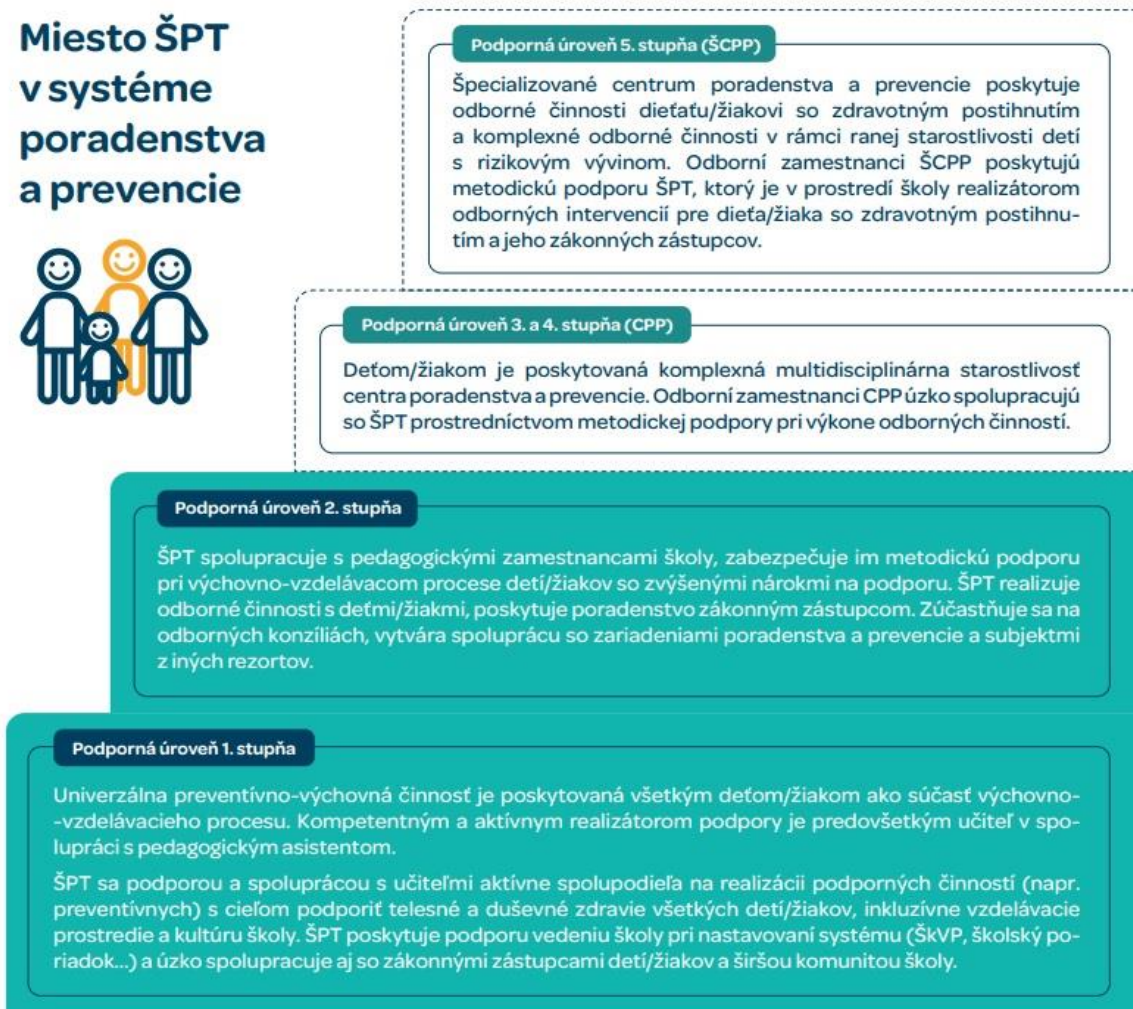 Miesto ŠPT
v systéme
poradenstva
a prevencie
Podporná úroveň 5. stupňa (ŠCPP)
Špecializované centrum poradenstva a prevencie poskytuje
odborné činnosti dieťaťu/žiakovi so zdravotným postihnutím
a komplexné odborné činnosti v rámci ranej starostlivosti detí
s rizikovým vývinom. Odborní zamestnanci ŠCPP poskytujú
metodickú podporu ŠPT, ktorý je v prostredí školy realizátorom
odborných intervencií pre dieťa/žiaka so zdravotným postihnu-
tím a jeho zákonných zástupcov.
Podporná úroveň 3. a 4. stupňa (CPP)
Deťom/žiakom je poskytovaná komplexná multidisciplinárna starostlivosť
centra poradenstva a prevencie. Odborní zamestnanci CPP úzko spolupracujú
so ŠPT prostredníctvom metodickej podpory pri výkone odborných činností.
Podporná úroveň 2. stupňa
ŠPT spolupracuje s pedagogickými zamestnancami školy, zabezpečuje im metodickú podporu
pri výchovno-vzdelávacom procese detí/žiakov so zvýšenými nárokmi na podporu. ŠPT realizuje
odborné činnosti s deťmi/žiakmi, poskytuje poradenstvo zákonným zástupcom. Zúčastňuje sa na
odborných konzíliách, vytvára spoluprácu so zariadeniami poradenstva a prevencie a subjektmi
z iných rezortov.
Podporná úroveň 1. stupňa
Univerzálna preventívno-výchovná činnosť je poskytovaná všetkým deťom/žiakom ako súčasť výchovno-
-vzdelávacieho procesu. Kompetentným a aktívnym realizátorom podpory je predovšetkým učiteľ v spo-
lupráci s pedagogickým asistentom.
ŠPT sa podporou a spoluprácou s učiteľmi aktívne spolupodieľa na realizácii podporných činností (napr.
preventívnych) s cieľom podporiť telesné a duševné zdravie všetkých detí/žiakov, inkluzívne vzdelávacie
prostredie a kultúru školy. ŠPT poskytuje podporu vedeniu školy pri nastavovaní systému (ŠkVP, školský po-
riadok...) a úzko spolupracuje aj so zákonnými zástupcami detí/žiakov a širšou komunitou školy.